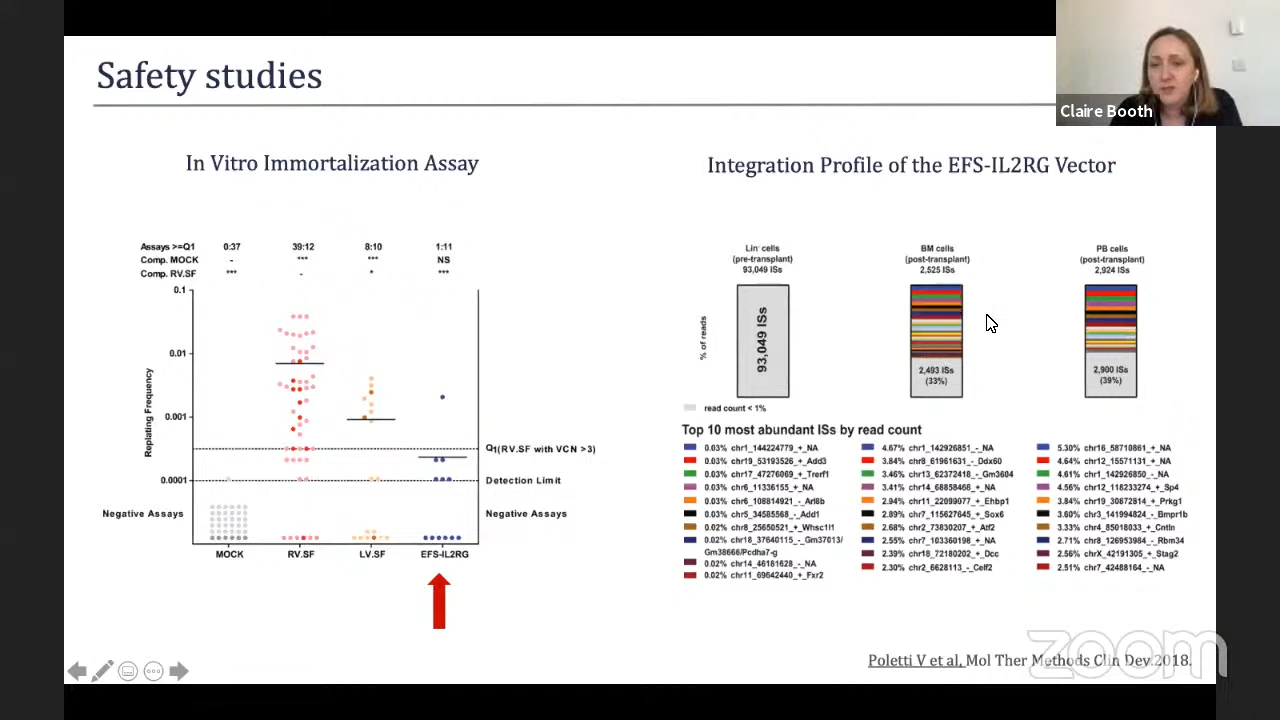 Safety studies
Claire Booth
In Vitro Immortalization Assay
Assays >=Q1 0:37 39:12 8:10 1:11
Comp. MOCK - *** *** NS
Comp. RV.SF *** - * ***
0.1
0.01
0.001
0.0001
Replating Frequency
Q1(RV.SF with VCN >3)
Detection Limit
Negative Assays
Negative Assays
MOCK RV.SF LV.SF EFS-IL2RG
Integration Profile of the EFS-IL2RG Vector
Lin- cells
(pre-transplant)
93,049 ISs
BM cells
(post-transplant)
2,525 ISs
PB cells
(post-transplant)
2,924 ISs
% of reads
93,049 ISs
2,493 ISs
(33%)
2,900 ISs
(39%)
read count < 1%
Top 10 most abundant ISs by read count
0.03% chr1_144224779_+_NA
0.03% chr19_53193526_+_Add3
0.03% chr17_47276069_+_Trerf1
0.03% chr6_11336155_+_NA
0.03% chr6_108814921_-_Arl8b
0.03% chr5_34585568_-_Add1
0.02% chr8_25650521_+_Whsc1l1
0.02% chr18_37640115_-_Gm37013/
Gm38666/Pcdha7-g
0.02% chr14_46181628_-_NA
0.02% chr11_69642440_+_Fxr2
4.67% chr1_142926851_-_NA
3.84% chr8_61961631_-_Ddx60
3.46% chr13_62372418_-_Gm3604
3.41% chr14_68858468_+_NA
2.94% chr11_22099077_+_Ehbp1
2.89% chr7_115627645_+_Sox6
2.68% chr2_73830207_+_Atf2
2.55% chr7_103360198_+_NA
2.39% chr18_72180202_+_Dcc
2.30% chr2_6628113_-_Celf2
5.30% chr16_58710861_+_NA
4.64% chr12_15571131_+_NA
4.61% chr1_142926850_-_NA
4.56% chr12_118233274_+_Sp4
3.84% chr19_30872814_+_Prkg1
3.60% chr3_141994824_-_Bmpr1b
3.33% chr4_85018033_+_Cntln
2.71% chr8_126953984_-_Rbm34
2.56% chrX_42191305_+_Stag2
2.51% chr7_42488164_-_NA
Poletti V et al, Mol Ther Methods Clin Dev.2018.
zoom